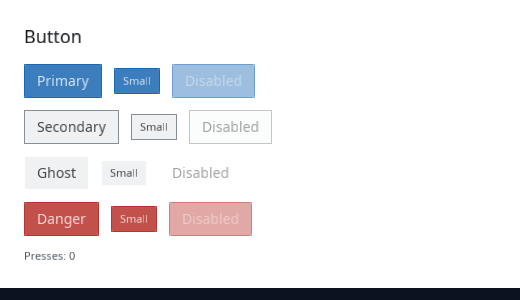 Button
Primary Small Disabled
Secondary Small Disabled
Ghost Small Disabled
Danger Small Disabled
Presses: 0